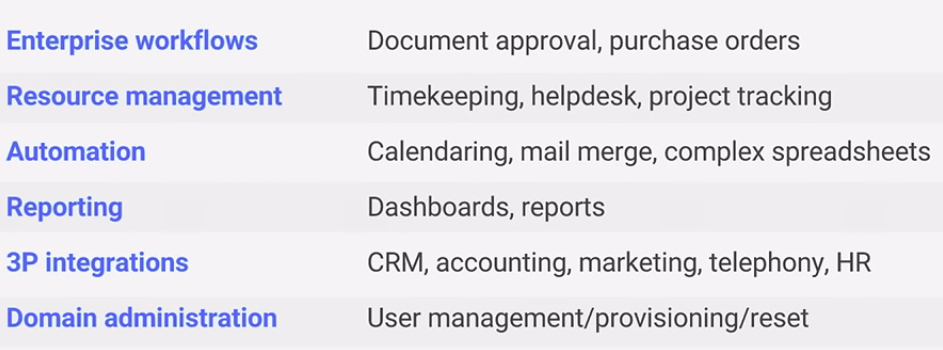 Enterprise workflows Document approval, purchase orders
Resource management Timekeeping, helpdesk, project tracking
Automation Calendaring, mail merge, complex spreadsheets
Reporting Dashboards, reports
3P integrations CRM, accounting, marketing, telephony, HR
Domain administration User management/provisioning/reset